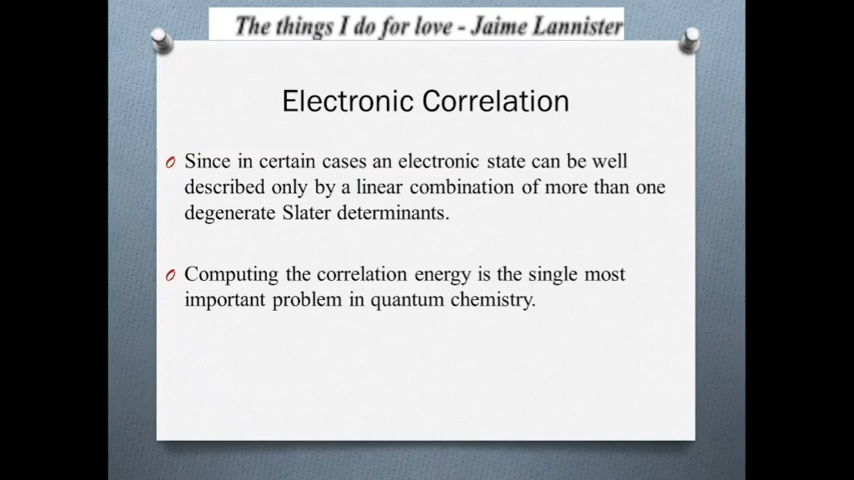 The things I do for love - Jaime Lannister
Electronic Correlation
Since in certain cases an electronic state can be well
described only by a linear combination of more than one
degenerate Slater determinants.
Computing the correlation energy is the single most
important problem in quantum chemistry.